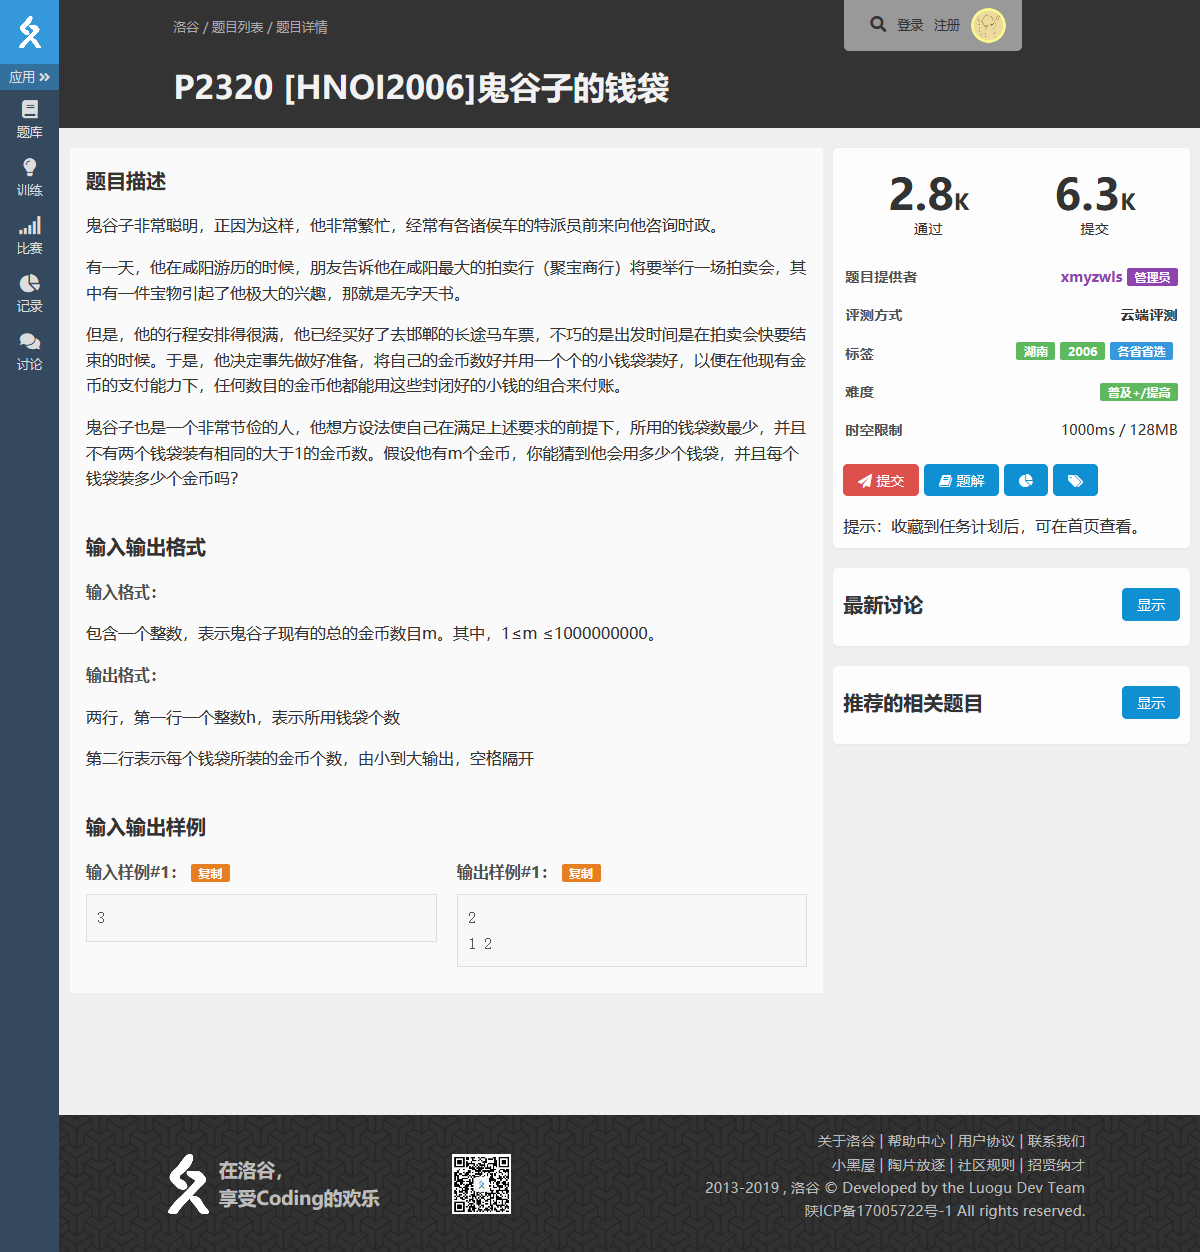 洛谷 / 题目列表 / 题目详情
登录 注册
P2320 [HNOI2006]鬼谷子的钱袋
应用
题库
训练
比赛
记录
讨论
题目描述
鬼谷子非常聪明，正因为这样，他非常繁忙，经常有各诸侯车的特派员前来向他咨询时政。
有一天，他在咸阳游历的时候，朋友告诉他在咸阳最大的拍卖行（聚宝商行）将要举行一场拍卖会，其
中有一件宝物引起了他极大的兴趣，那就是无字天书。
但是，他的行程安排得很满，他已经买好了去邯郸的长途马车票，不巧的是出发时间是在拍卖会快要结
束的时候。于是，他决定事先做好准备，将自己的金币数好并用一个个的小钱袋装好，以便在他现有金
币的支付能力下，任何数目的金币他都能用这些封闭好的小钱的组合来付账。
鬼谷子也是一个非常节俭的人，他想方设法使自己在满足上述要求的前提下，所用的钱袋数最少，并且
不有两个钱袋装有相同的大于1的金币数。假设他有m个金币，你能猜到他会用多少个钱袋，并且每个
钱袋装多少个金币吗？
输入输出格式
输入格式：
包含一个整数，表示鬼谷子现有的总的金币数目m。其中，1≤m ≤1000000000。
输出格式：
两行，第一行一个整数h，表示所用钱袋个数
第二行表示每个钱袋所装的金币个数，由小到大输出，空格隔开
输入输出样例
输入样例#1： 复制
3
输出样例#1： 复制
2
1 2
2.8K
通过
6.3K
提交
题目提供者 xmyzwls 管理员
评测方式 云端评测
标签 湖南 2006 各省省选
难度 普及+/提高
时空限制 1000ms / 128MB
提交 题解
提示：收藏到任务计划后，可在首页查看。
最新讨论 显示
推荐的相关题目 显示
在洛谷，
享受Coding的欢乐
关于洛谷 | 帮助中心 | 用户协议 | 联系我们
小黑屋 | 陶片放逐 | 社区规则 | 招贤纳才
2013-2019 , 洛谷 © Developed by the Luogu Dev Team
陕ICP备17005722号-1 All rights reserved.